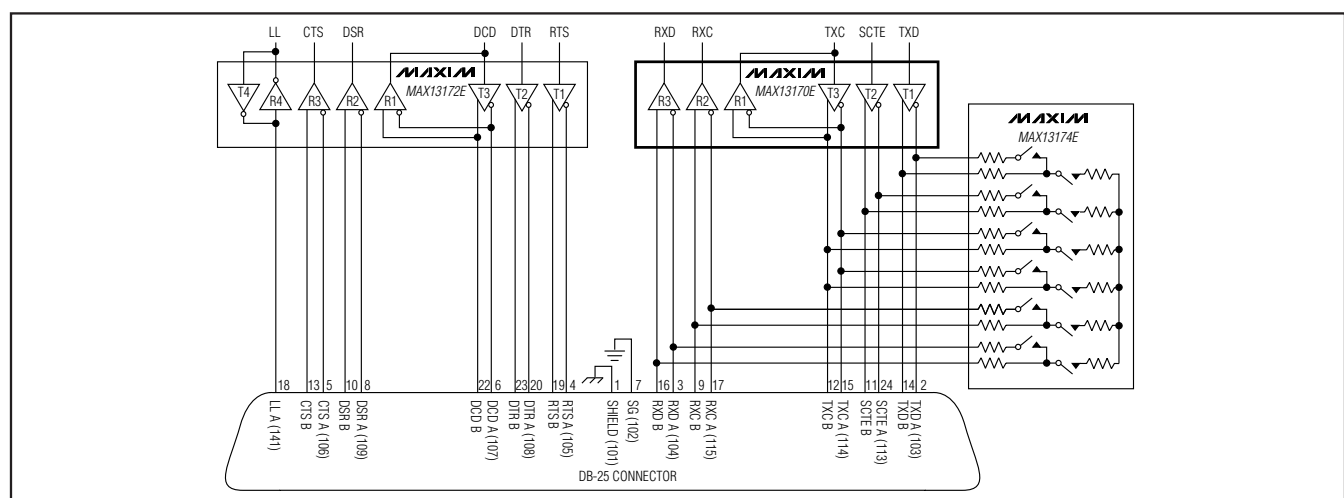 LL CTS DSR DCD DTR RTS RXD RXC TXC SCTE TXD
MAXIM
MAX13172E
T4 R4 R3 R2 R1 T3 T2 T1
MAXIM
MAX13170E
R3 R2 R1 T3 T2 T1
MAXIM
MAX13174E
18 13 5 10 8 22 6 23 20 19 4 1 7 16 3 9 17 12 15 11 24 14 2
LL A (141)
CTS B
CTS A (106)
DSR B
DSR A (109)
DCD B
DCD A (107)
DTR B
DTR A (108)
RTS B
RTS A (105)
SHIELD (101)
SG (102)
RXD B
RXD A (104)
RXC B
RXC A (115)
TXC B
TXC A (114)
SCTE B
SCTE A (113)
TXD B
TXD A (103)
DB-25 CONNECTOR